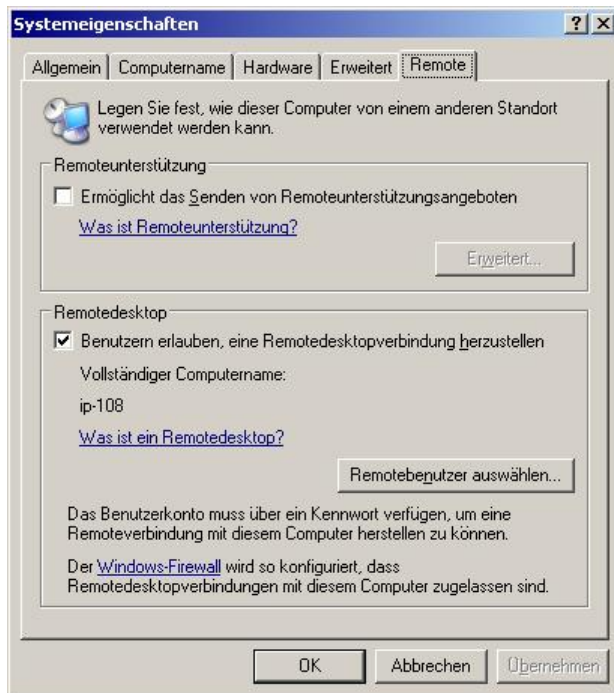 Systemeigenschaften
Allgemein Computername Hardware Erweitert Remote
Legen Sie fest, wie dieser Computer von einem anderen Standort
verwendet werden kann.
Remoteunterstützung
Ermöglicht das Senden von Remoteunterstützungsangeboten
Was ist Remoteunterstützung?
Erweitert...
Remotedesktop
Benutzern erlauben, eine Remotedesktopverbindung herzustellen
Vollständiger Computername:
ip-108
Was ist ein Remotedesktop?
Remotebenutzer auswählen...
Das Benutzerkonto muss über ein Kennwort verfügen, um eine
Remoteverbindung mit diesem Computer herstellen zu können.
Der Windows-Firewall wird so konfiguriert, dass
Remotedesktopverbindungen mit diesem Computer zugelassen sind.
OK Abbrechen Übernehmen